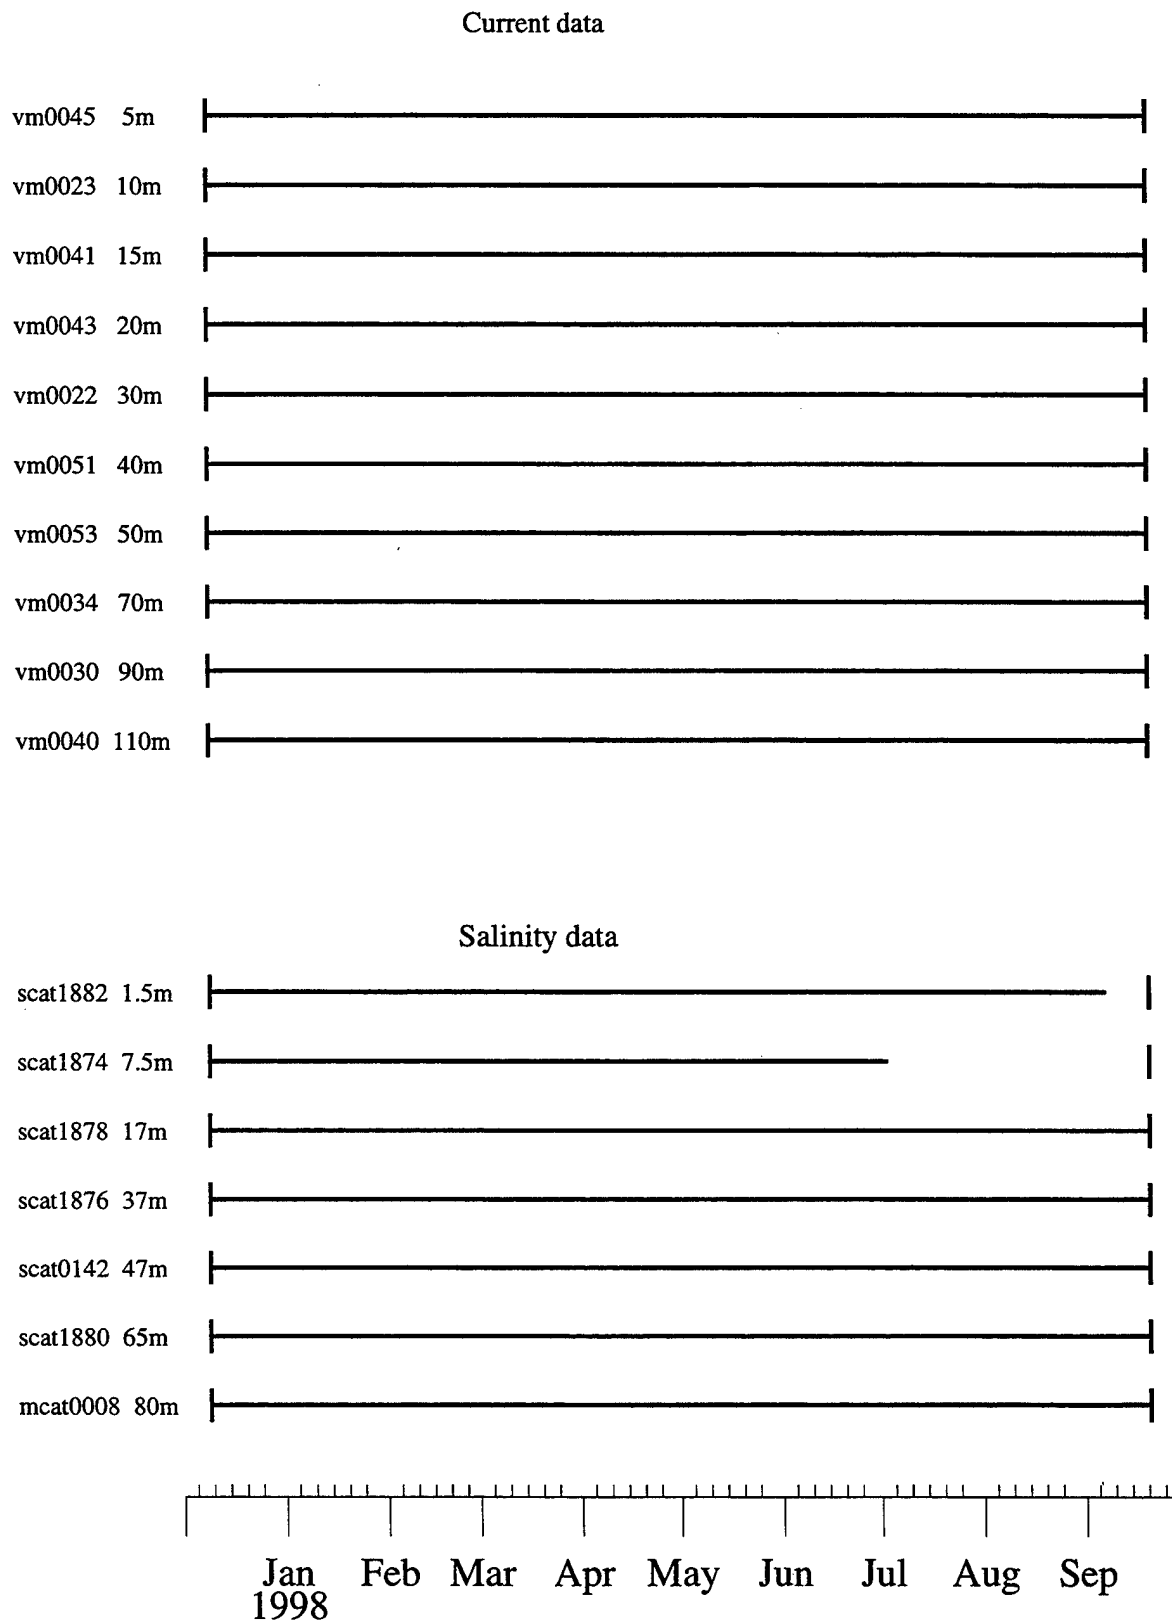 Current data
vm0045 5m
vm0023 10m
vm0041 15m
vm0043 20m
vm0022 30m
vm0051 40m
vm0053 50m
vm0034 70m
vm0030 90m
vm0040 110m
Salinity data
scat1882 1.5m
scat1874 7.5m
scat1878 17m
scat1876 37m
scat0142 47m
scat1880 65m
mcat0008 80m
Jan Feb Mar Apr May Jun Jul Aug Sep
1998